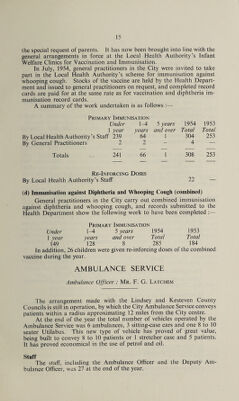 15
the special request of parents. It has now been brought into line with the
general arrangements in force at the Local Health Authority's Infant
Welfare Clinics for Vaccination and Immunisation.
In July, 1954, general practitioners in the City were invited to take
part in the Local Health Authority's scheme for immunisation against
whooping cough. Stocks of the vaccine are held by the Health Depart-
ment and issued to general practitioners on request, and completed record
cards are paid for at the same rate as for vaccination and diphtheria im-
munisation record cards.
A summary of the work undertaken is as follows :—
PRIMARY IMMUNISATION
Under 1–4 5 years 1954 1953
1 year years and over Total Total
By Local Health Authority's Staff 239 64 1 304 253
By General Practitioners 2 2 — 4 —
Totals 241 66 1 308 253
RE-INFORCING DOSES
By Local Health Authority's Staff 22 —
(d) Immunisation against Diphtheria and Whooping Cough (combined)
General practitioners in the City carry out combined immunisation
against diphtheria and whooping cough, and records submitted to the
Health Department show the following work to have been completed :—
PRIMARY IMMUNISATION
Under 1–4 5 years 1954 1953
1 year years and over Total Total
149 128 8 285 184
In addition, 26 children were given re-inforcing doses of the combined
vaccine during the year.
AMBULANCE SERVICE
Ambulance Officer : MR. F. G. LATCHEM
The arrangement made with the Lindsey and Kesteven County
Councils is still in operation, by which the City Ambulance Service conveys
patients within a radius approximating 12 miles from the City centre.
At the end of the year the total number of vehicles operated by the
Ambulance Service was 6 ambulances, 3 sitting-case cars and one 8 to 10
seater Utilabus. This new type of vehicle has proved of great value,
being built to convey 8 to 10 patients or 1 stretcher case and 5 patients.
It has proved economical in the use of petrol and oil.
Staff
The staff, including the Ambulance Officer and the Deputy Am-
bulance Officer, was 27 at the end of the year.